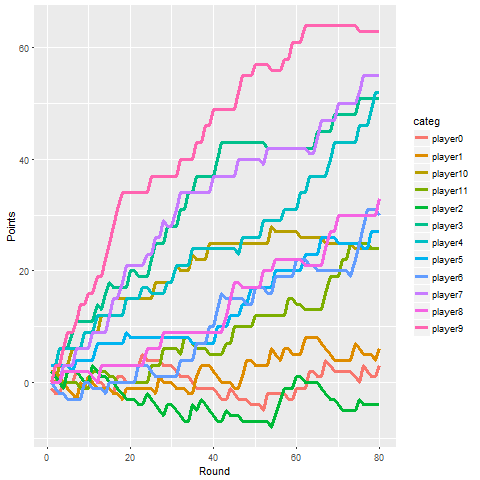 Points
60
40
20
0
0
20
40
60
80
Round
categ
player0
player1
player10
player11
player2
player3
player4
player5
player6
player7
player8
player9